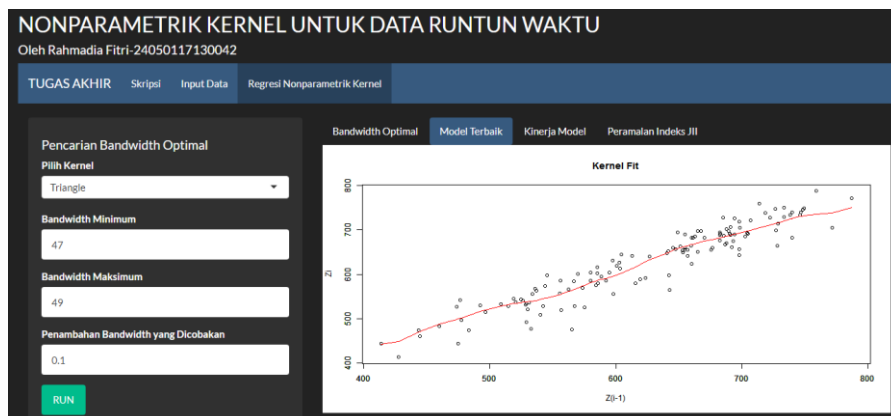 NONPARAMETRIK KERNEL UNTUK DATA RUNTUN WAKTU
Oleh Rahmadia Fitri-24050117130042
TUGAS AKHIR Skripsi Input Data Regresi Nonparametrik Kernel
Pencarian Bandwidth Optimal
Pilih Kernel
Triangle
Bandwidth Minimum
47
Bandwidth Maksimum
49
Penambahan Bandwidth yang Dicobakan
0.1
RUN
Bandwidth Optimal Model Terbaik Kinerja Model Peramalan Indeks JII
Kernel Fit
Zi
800
700
600
500
400
400 500 600 700 800
Z(i-1)